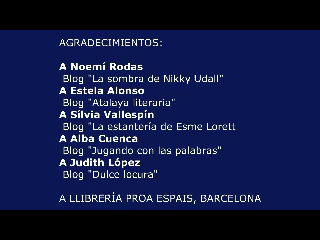 AGRADECIMIENTOS:
A Noemí Rodas
Blog "La sombra de Nikky Udall"
A Estela Alonso
Blog "Atalaya literaria"
A Sílvia Vallespín
Blog "La estantería de Esme Lorett
A Alba Cuenca
Blog "Jugando con las palabras"
A Judith López
Blog "Dulce locura"
A LLIBRERÍA PROA ESPAIS, BARCELONA